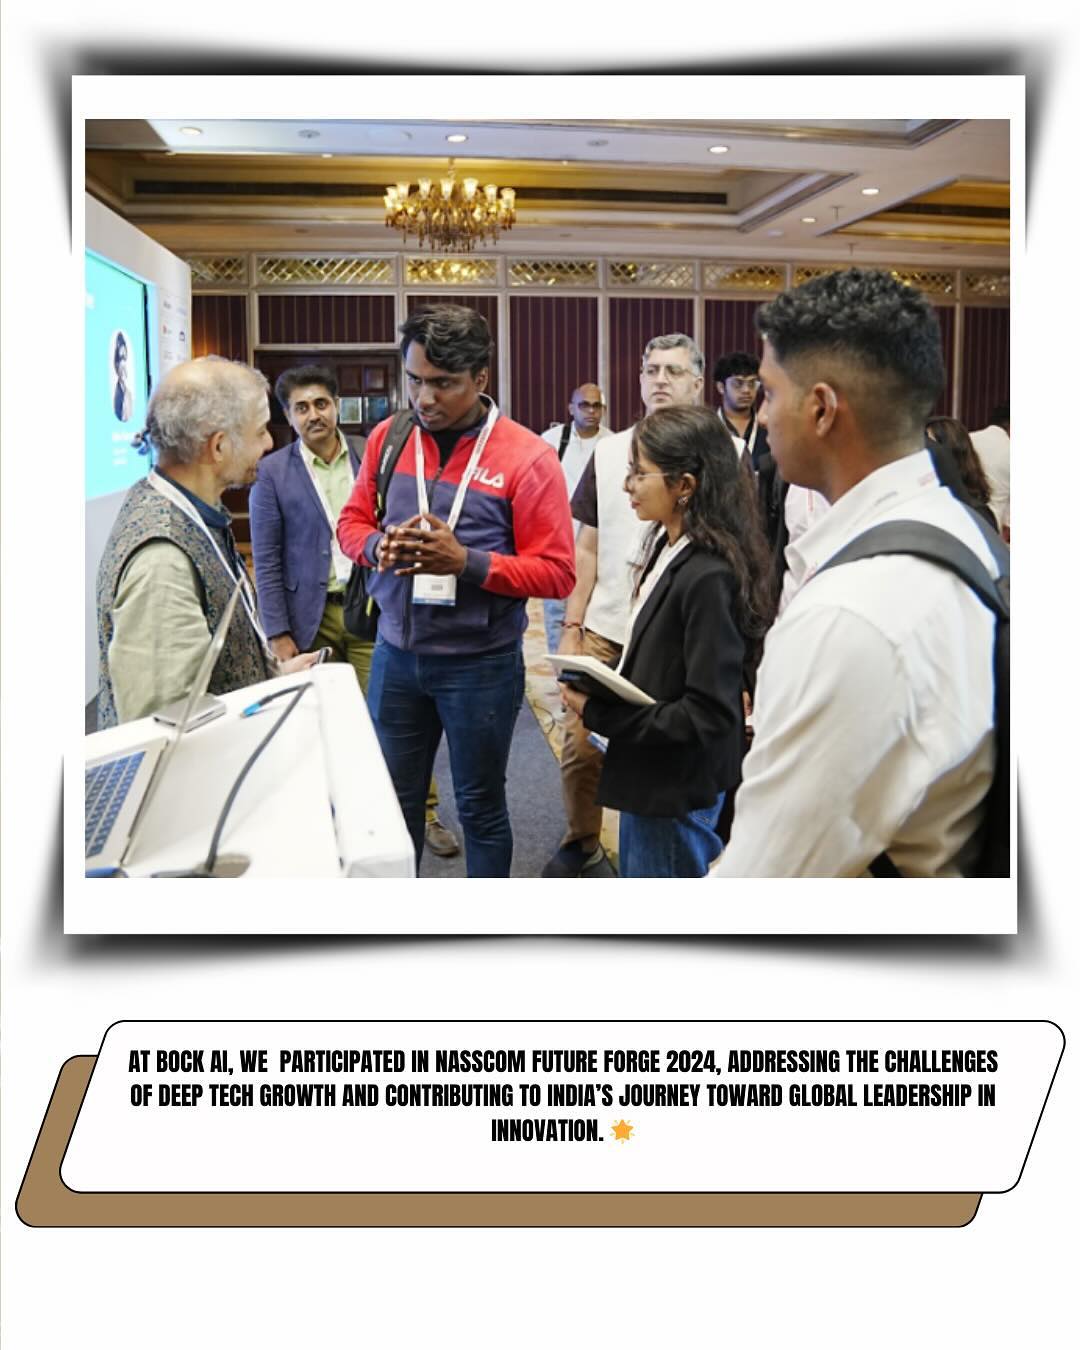 FILA
AT BOCK AI, WE  PARTICIPATED IN NASSCOM FUTURE FORGE 2024, ADDRESSING THE CHALLENGES
OF DEEP TECH GROWTH AND CONTRIBUTING TO INDIA’S JOURNEY TOWARD GLOBAL LEADERSHIP IN
INNOVATION. 🌟